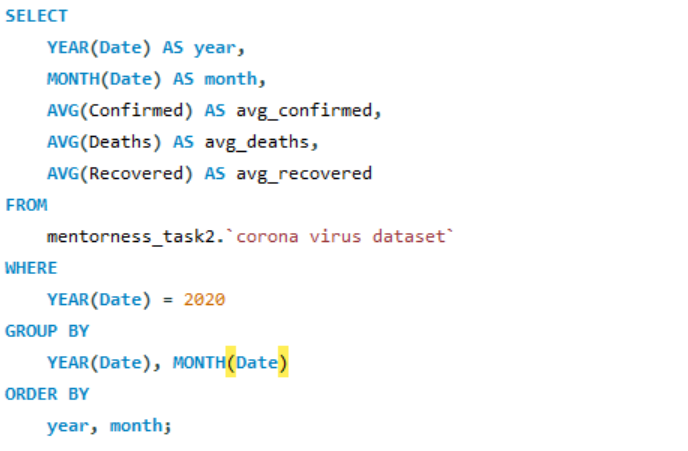 SELECT
YEAR(Date) AS year,
MONTH(Date) AS month,
AVG(Confirmed) AS avg_confirmed,
AVG(Deaths) AS avg_deaths,
AVG(Recovered) AS avg_recovered
FROM
mentorness_task2.`corona virus dataset`
WHERE
YEAR(Date) = 2020
GROUP BY
YEAR(Date), MONTH(Date)
ORDER BY
year, month;